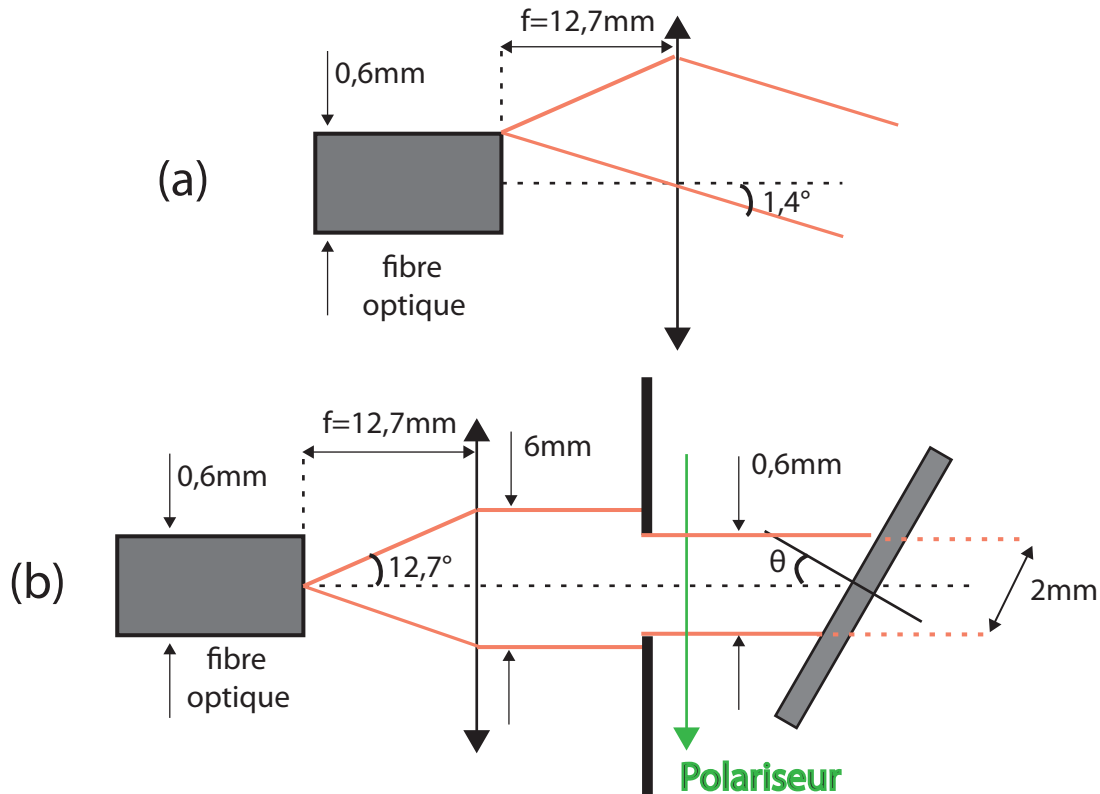 f=12,7mm
0,6mm
(a)
1,4°
fibre
optique
f=12,7mm
0,6mm
6mm
0,6mm
(b)
12,7°
θ
2mm
fibre
optique
Polariseur